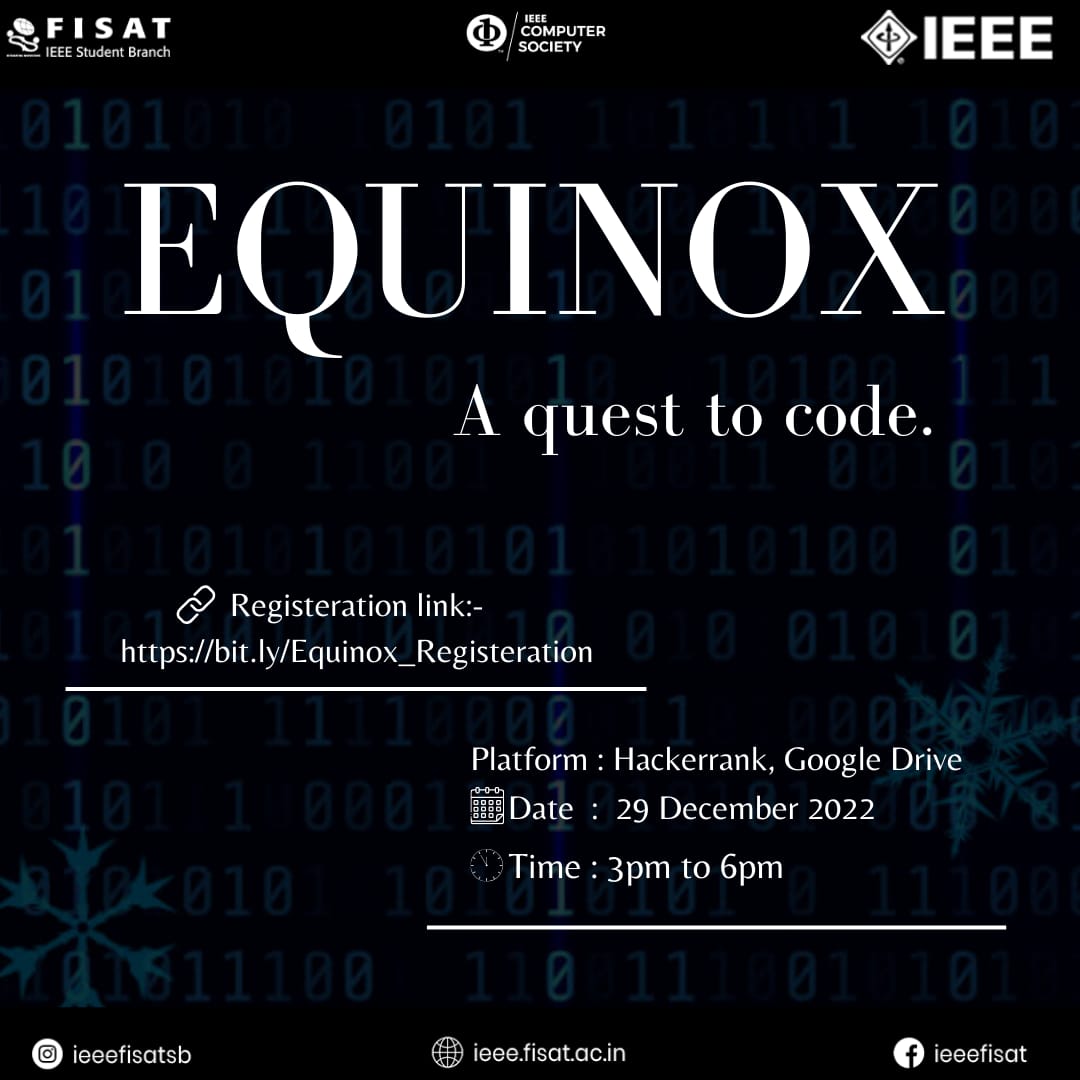 FISAT
IEEE Student Branch
IEEE
COMPUTER
SOCIETY
IEEE
EQUINOX
A quest to code.
Registeration link:-
https://bit.ly/Equinox_Registeration
Platform : Hackerrank, Google Drive
Date : 29 December 2022
Time : 3pm to 6pm
ieeefisatsb
ieee.fisat.ac.in
ieeefisat